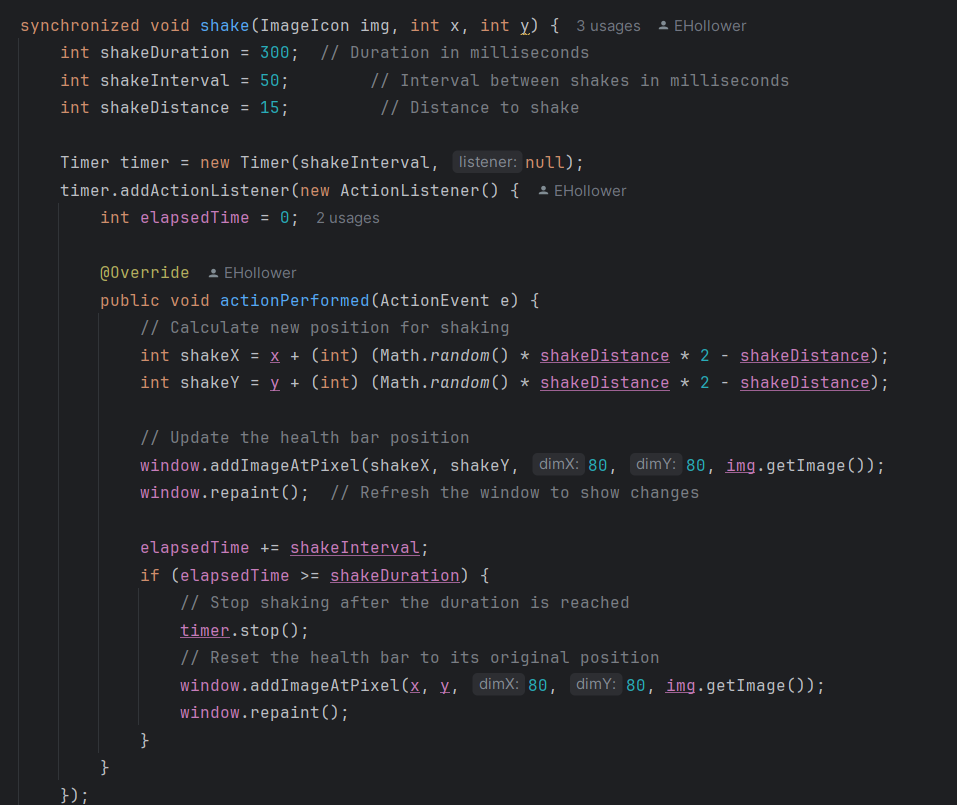 synchronized void shake(ImageIcon img, int x, int y) {  3 usages  EHollower
    int shakeDuration = 300;  // Duration in milliseconds
    int shakeInterval = 50;        // Interval between shakes in milliseconds
    int shakeDistance = 15;         // Distance to shake

    Timer timer = new Timer(shakeInterval, listener: null);
    timer.addActionListener(new ActionListener() {  EHollower
        int elapsedTime = 0;  2 usages

        @Override  EHollower
        public void actionPerformed(ActionEvent e) {
            // Calculate new position for shaking
            int shakeX = x + (int) (Math.random() * shakeDistance * 2 - shakeDistance);
            int shakeY = y + (int) (Math.random() * shakeDistance * 2 - shakeDistance);

            // Update the health bar position
            window.addImageAtPixel(shakeX, shakeY, dimX: 80, dimY: 80, img.getImage());
            window.repaint();  // Refresh the window to show changes

            elapsedTime += shakeInterval;
            if (elapsedTime >= shakeDuration) {
                // Stop shaking after the duration is reached
                timer.stop();
                // Reset the health bar to its original position
                window.addImageAtPixel(x, y, dimX: 80, dimY: 80, img.getImage());
                window.repaint();
            }
        }
    });